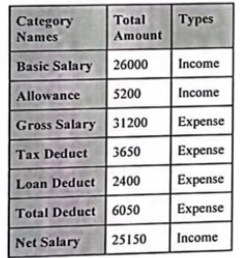 Category Names Total Amount Types
Basic Salary 26000 Income
Allowance 5200 Income
Gross Salary 31200 Expense
Tax Deduct 3650 Expense
Loan Deduct 2400 Expense
Total Deduct 6050 Expense
Net Salary 25150 Income